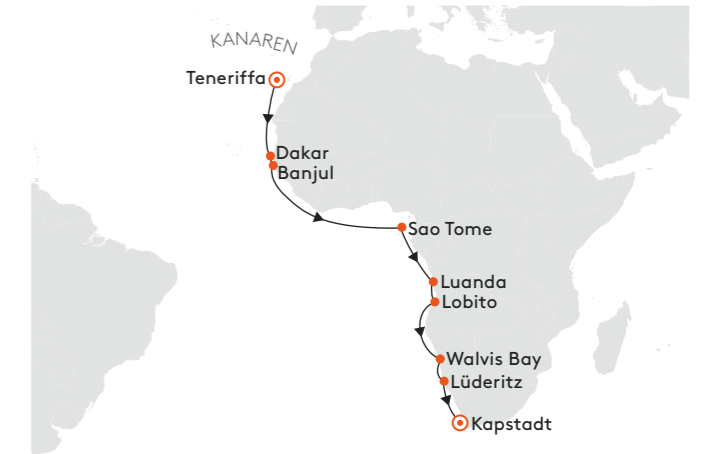 KANAREN
Teneriffa
Dakar
Banjul
Sao Tome
Luanda
Lobito
Walvis Bay
Lüderitz
Kapstadt